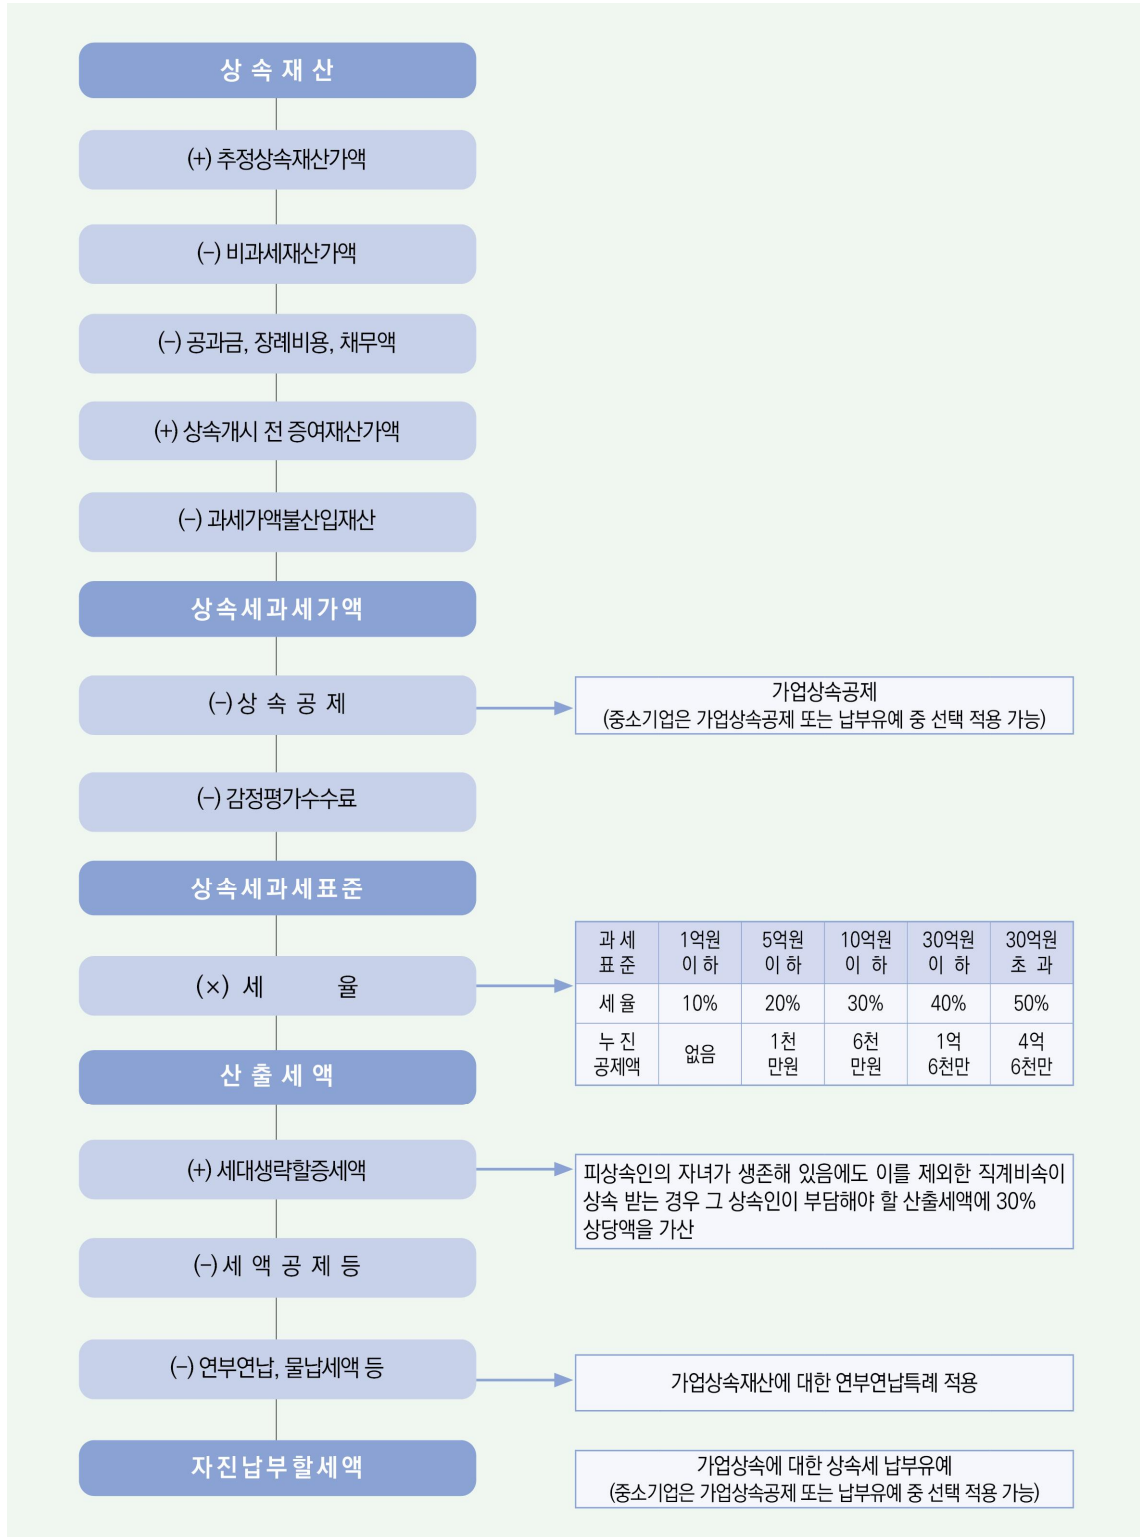 상 속 재 산
(+) 추정상속재산가액
(-) 비과세재산가액
(-) 공과금, 장례비용, 채무액
(+) 상속개시 전 증여재산가액
(-) 과세가액불산입재산
상속세과세가액
(-) 상 속 공 제
가업상속공제
(중소기업은 가업상속공제 또는 납부유예 중 선택 적용 가능)
(-) 감정평가수수료
상속세과세표준
(×) 세 율
과 세 1억원 5억원 10억원 30억원 30억원
표 준 이 하 이 하 이 하 이 하 초 과
세 율 10% 20% 30% 40% 50%
누 진 없음 1천 6천 1억 4억
공제액 만원 만원 6천만 6천만
산 출 세 액
(+) 세대생략할증세액
피상속인의 자녀가 생존해 있음에도 이를 제외한 직계비속이
상속 받는 경우 그 상속인이 부담해야 할 산출세액에 30%
상당액을 가산
(-) 세 액 공 제 등
(-) 연부연납, 물납세액 등
가업상속재산에 대한 연부연납특례 적용
자진납부할세액
가업상속에 대한 상속세 납부유예
(중소기업은 가업상속공제 또는 납부유예 중 선택 적용 가능)